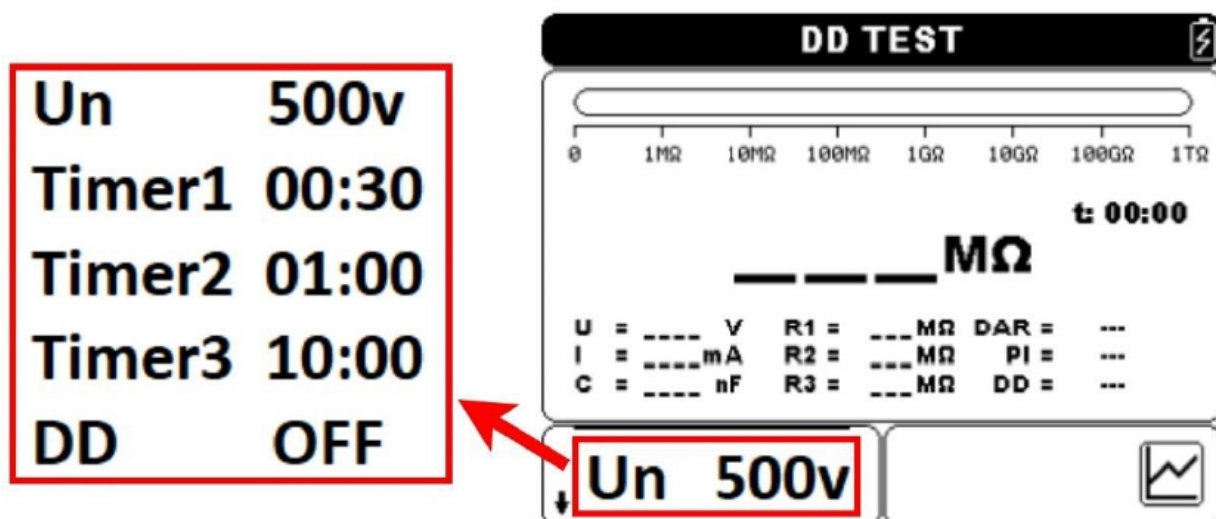 Un 500v
Timer1 00:30
Timer2 01:00
Timer3 10:00
DD OFF
DD TEST
0 1MΩ 10MΩ 100MΩ 1GΩ 10GΩ 100GΩ 1TΩ
t: 00:00
___MΩ
U = ____ V R1 = ___MΩ DAR = ---
I = ____mA R2 = ___MΩ PI = ---
C = ____ nF R3 = ___MΩ DD = ---
Un 500v